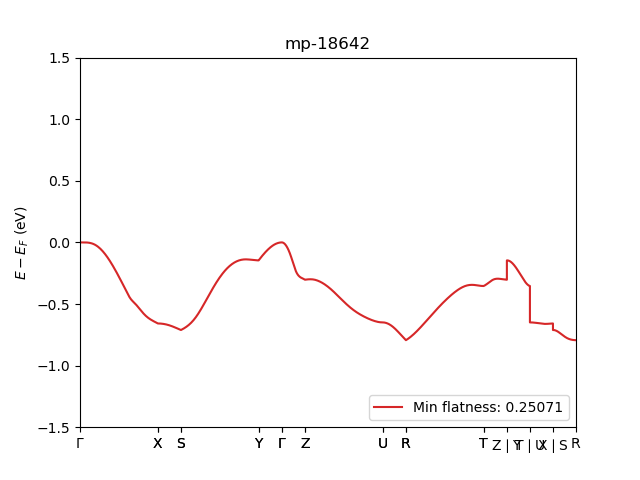 mp-18642
1.5
1.0
0.5
0.0
−0.5
−1.0
−1.5
E − E_F (eV)
Min flatness: 0.25071
Γ X S Y Γ Z U R T Z | Y T | U X | S R